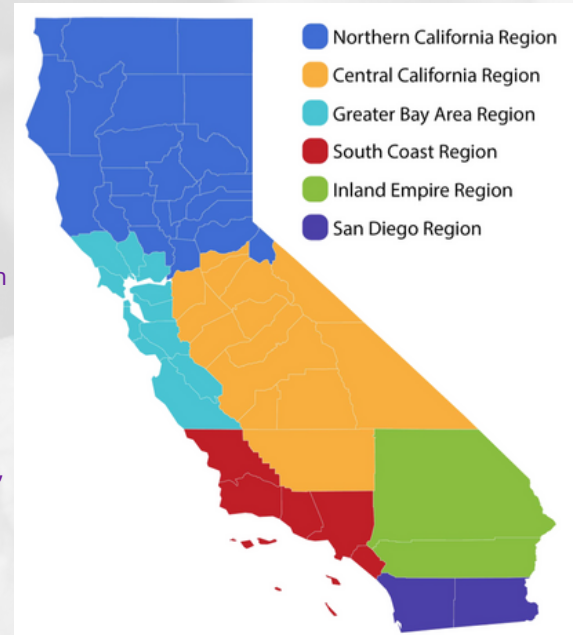 Northern California Region
Central California Region
Greater Bay Area Region
South Coast Region
Inland Empire Region
San Diego Region